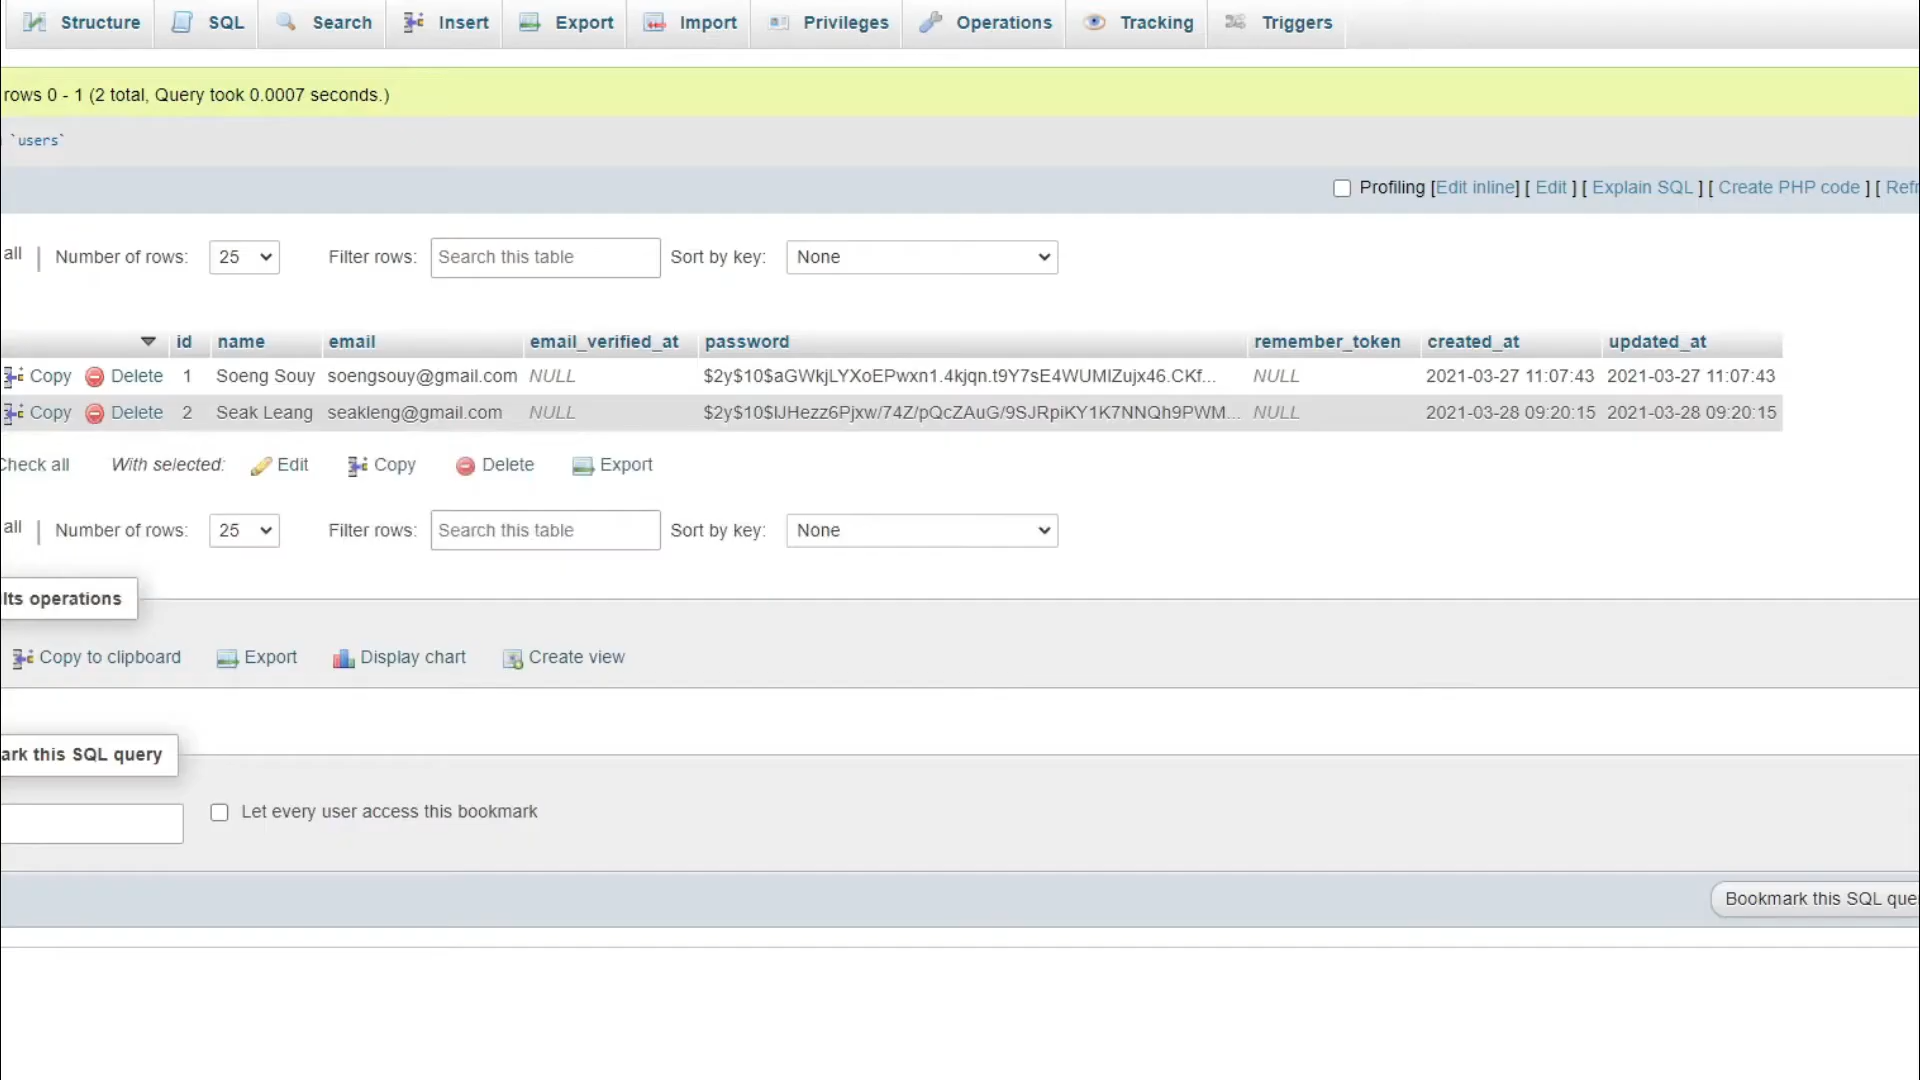 Structure SQL Search Insert Export Import Privileges Operations Tracking Triggers
rows 0 - 1 (2 total, Query took 0.0007 seconds.)
`users`
Profiling [Edit inline] [ Edit ] [ Explain SQL ] [ Create PHP code ] [ Refr
all | Number of rows: 25 Filter rows: Search this table Sort by key: None
id name email email_verified_at password remember_token created_at updated_at
Copy Delete 1 Soeng Souy soengsouy@gmail.com NULL $2y$10$aGWkjLYXoEPwxn1.4kjqn.t9Y7sE4WUMlZujx46.CKf... NULL 2021-03-27 11:07:43 2021-03-27 11:07:43
Copy Delete 2 Seak Leang seakleng@gmail.com NULL $2y$10$lJHezz6Pjxw/74Z/pQcZAuG/9SJRpiKY1K7NNQh9PWM... NULL 2021-03-28 09:20:15 2021-03-28 09:20:15
Check all With selected: Edit Copy Delete Export
all | Number of rows: 25 Filter rows: Search this table Sort by key: None
lts operations
Copy to clipboard Export Display chart Create view
ark this SQL query
Let every user access this bookmark
Bookmark this SQL que